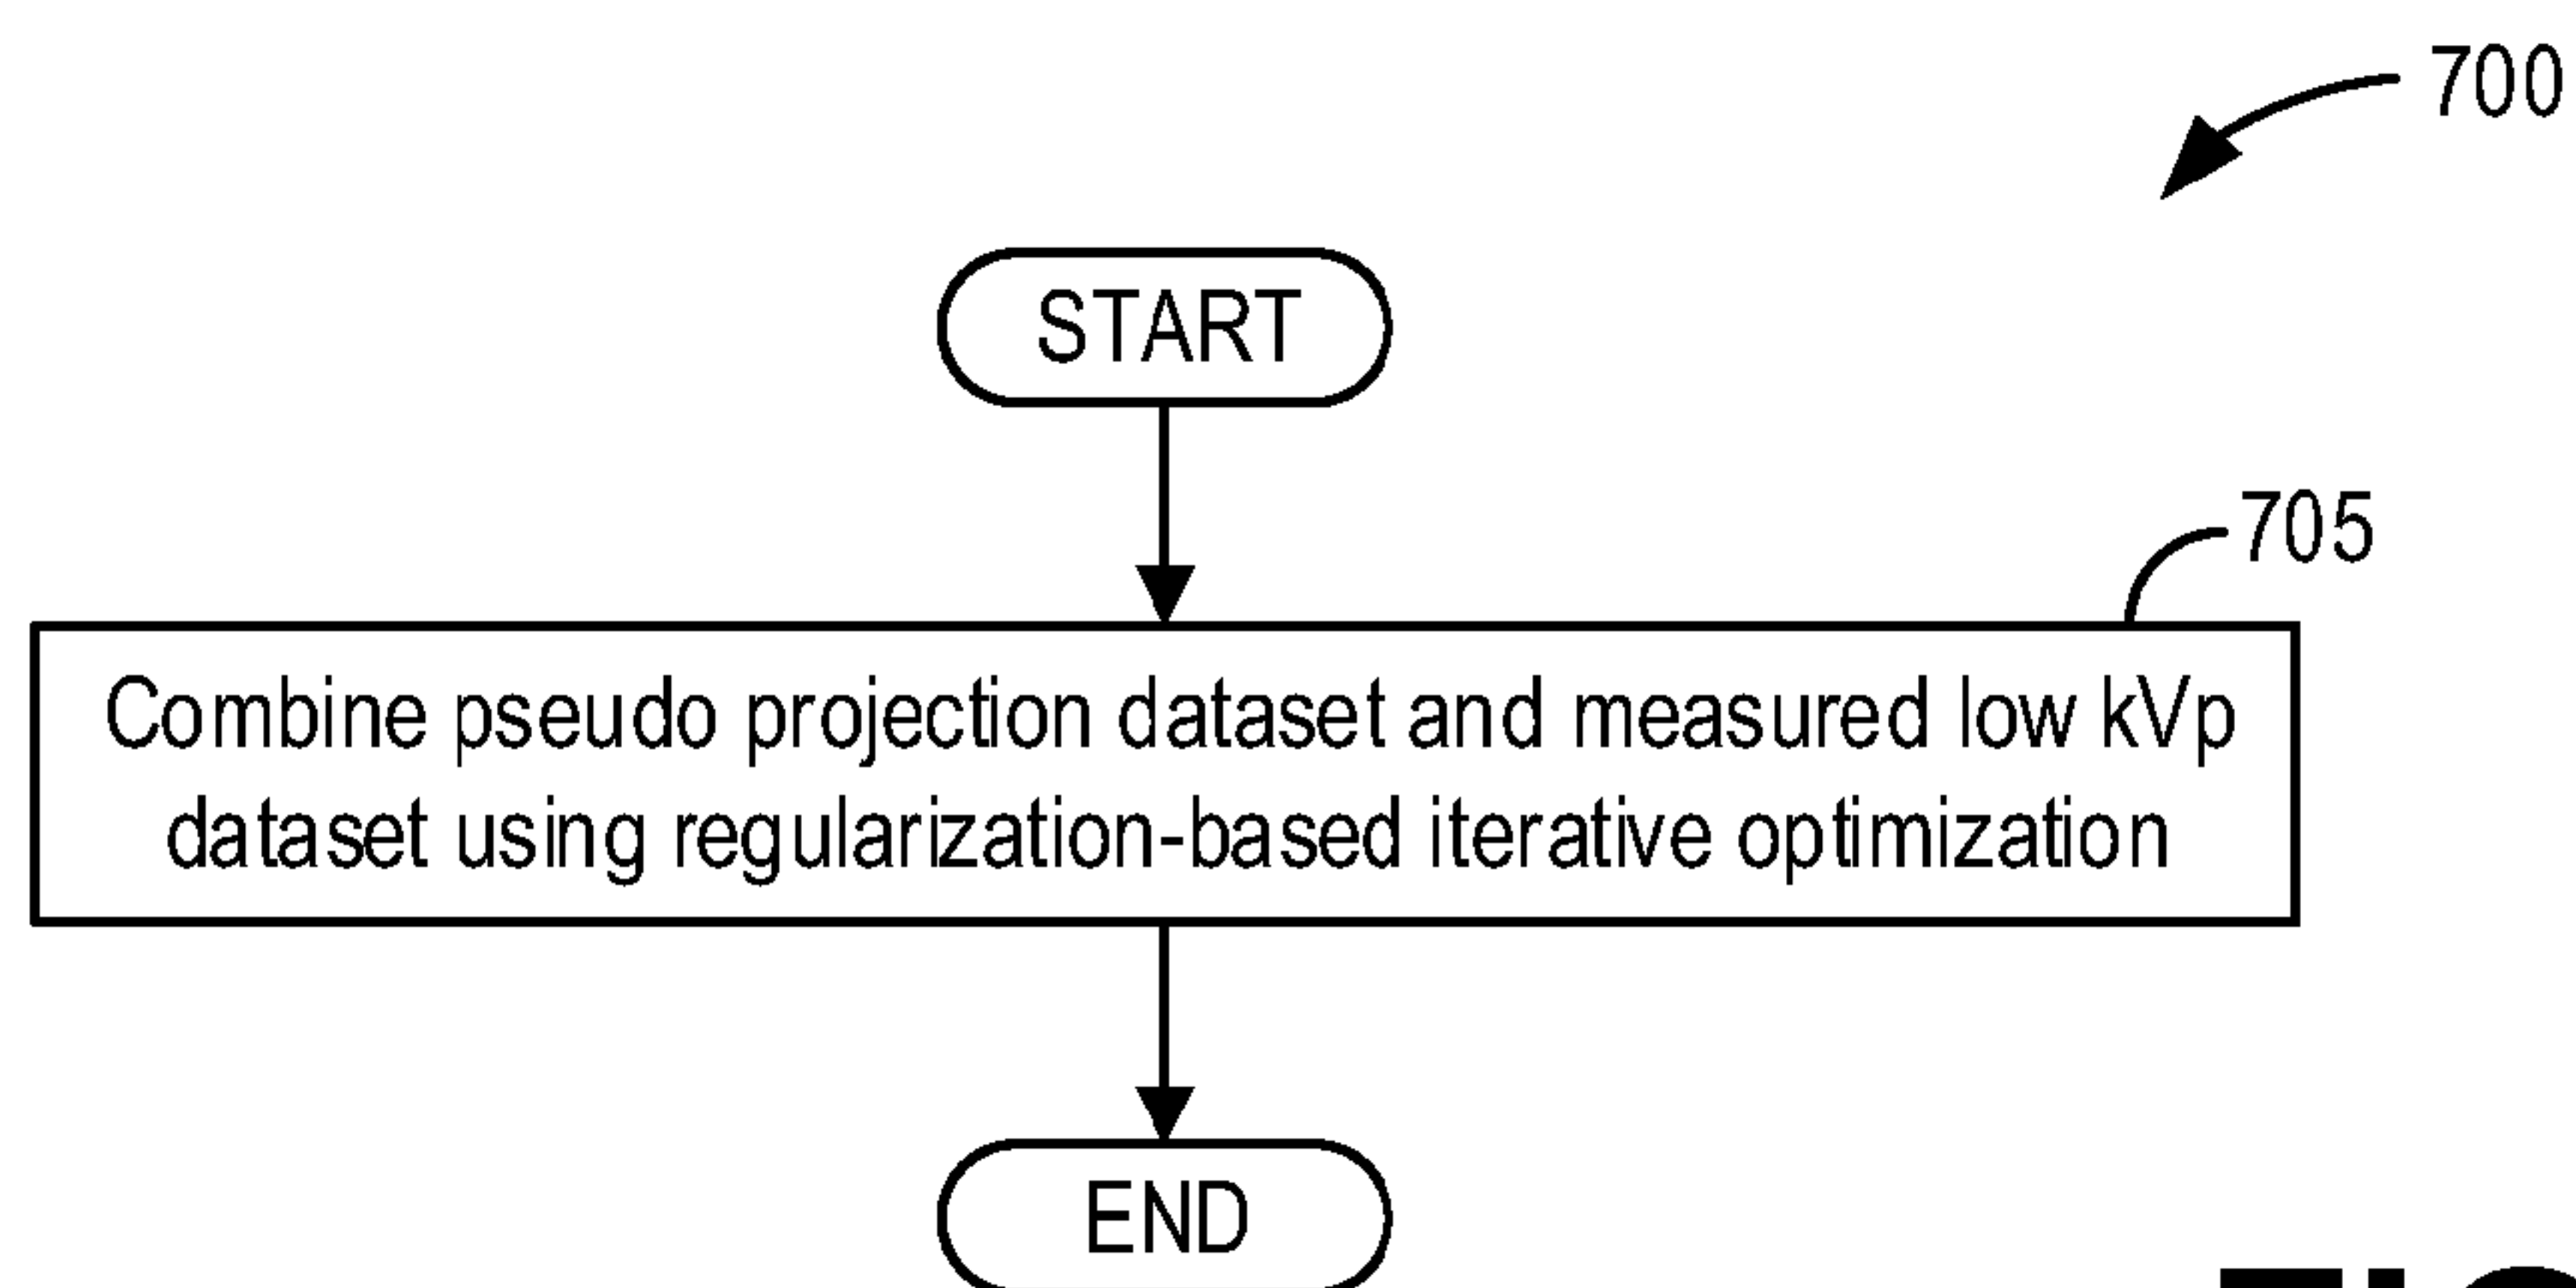 700
START
705
Combine pseudo projection dataset and measured low kVp
dataset using regularization-based iterative optimization
END